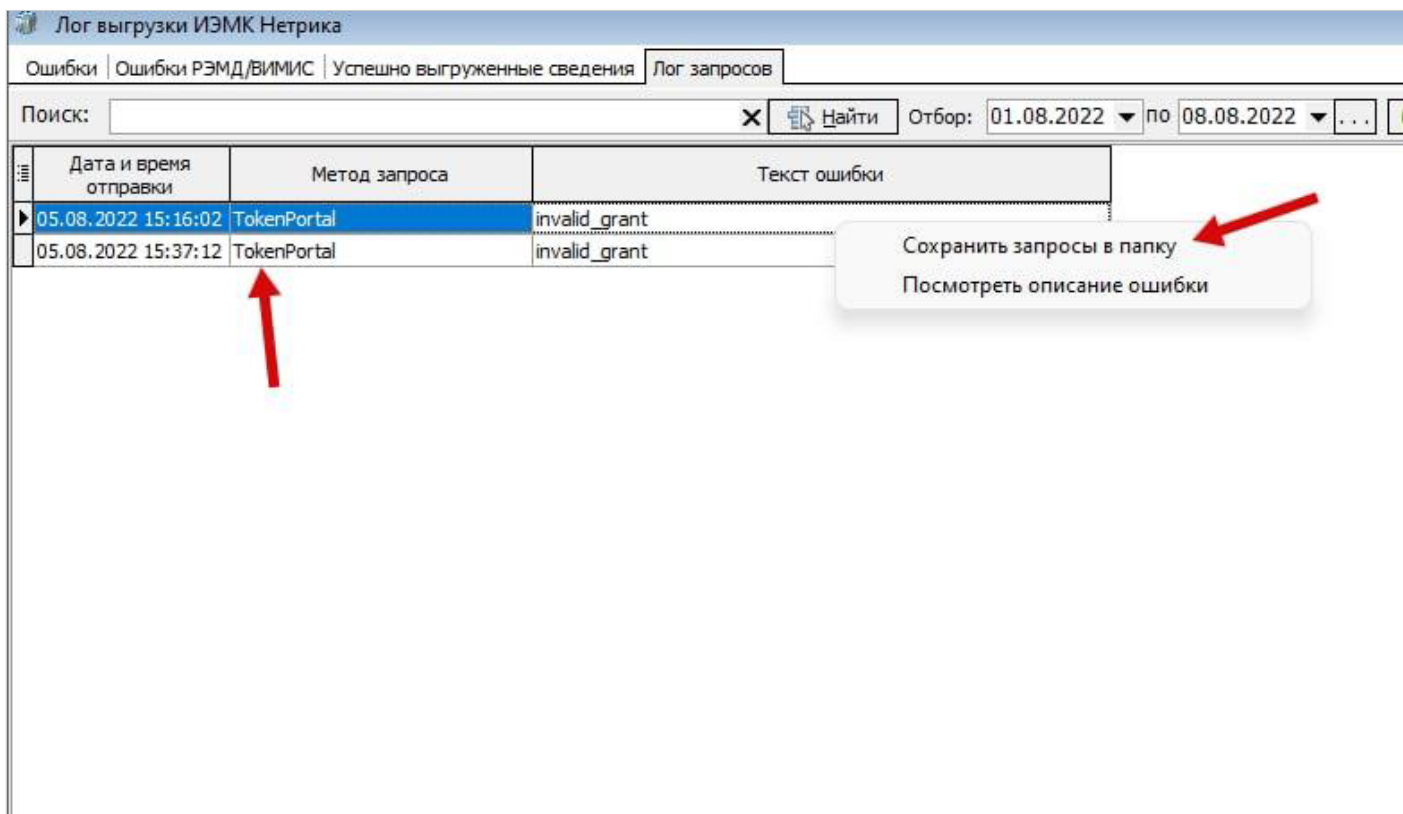 Лог выгрузки ИЭМК Нетрика
Ошибки Ошибки РЭМД/ВИМИС Успешно выгруженные сведения Лог запросов
Поиск: Найти Отбор: 01.08.2022 по 08.08.2022 ...
Дата и время отправки Метод запроса Текст ошибки
05.08.2022 15:16:02 TokenPortal invalid_grant
05.08.2022 15:37:12 TokenPortal invalid_grant
Сохранить запросы в папку
Посмотреть описание ошибки